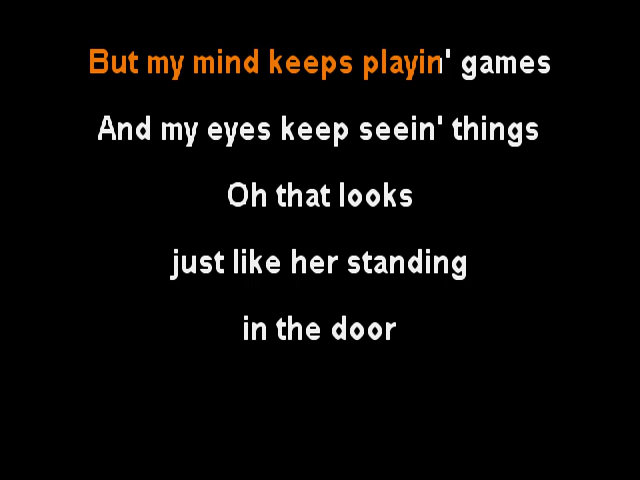 But my mind keeps playin' games
And my eyes keep seein' things
Oh that looks
just like her standing
in the door